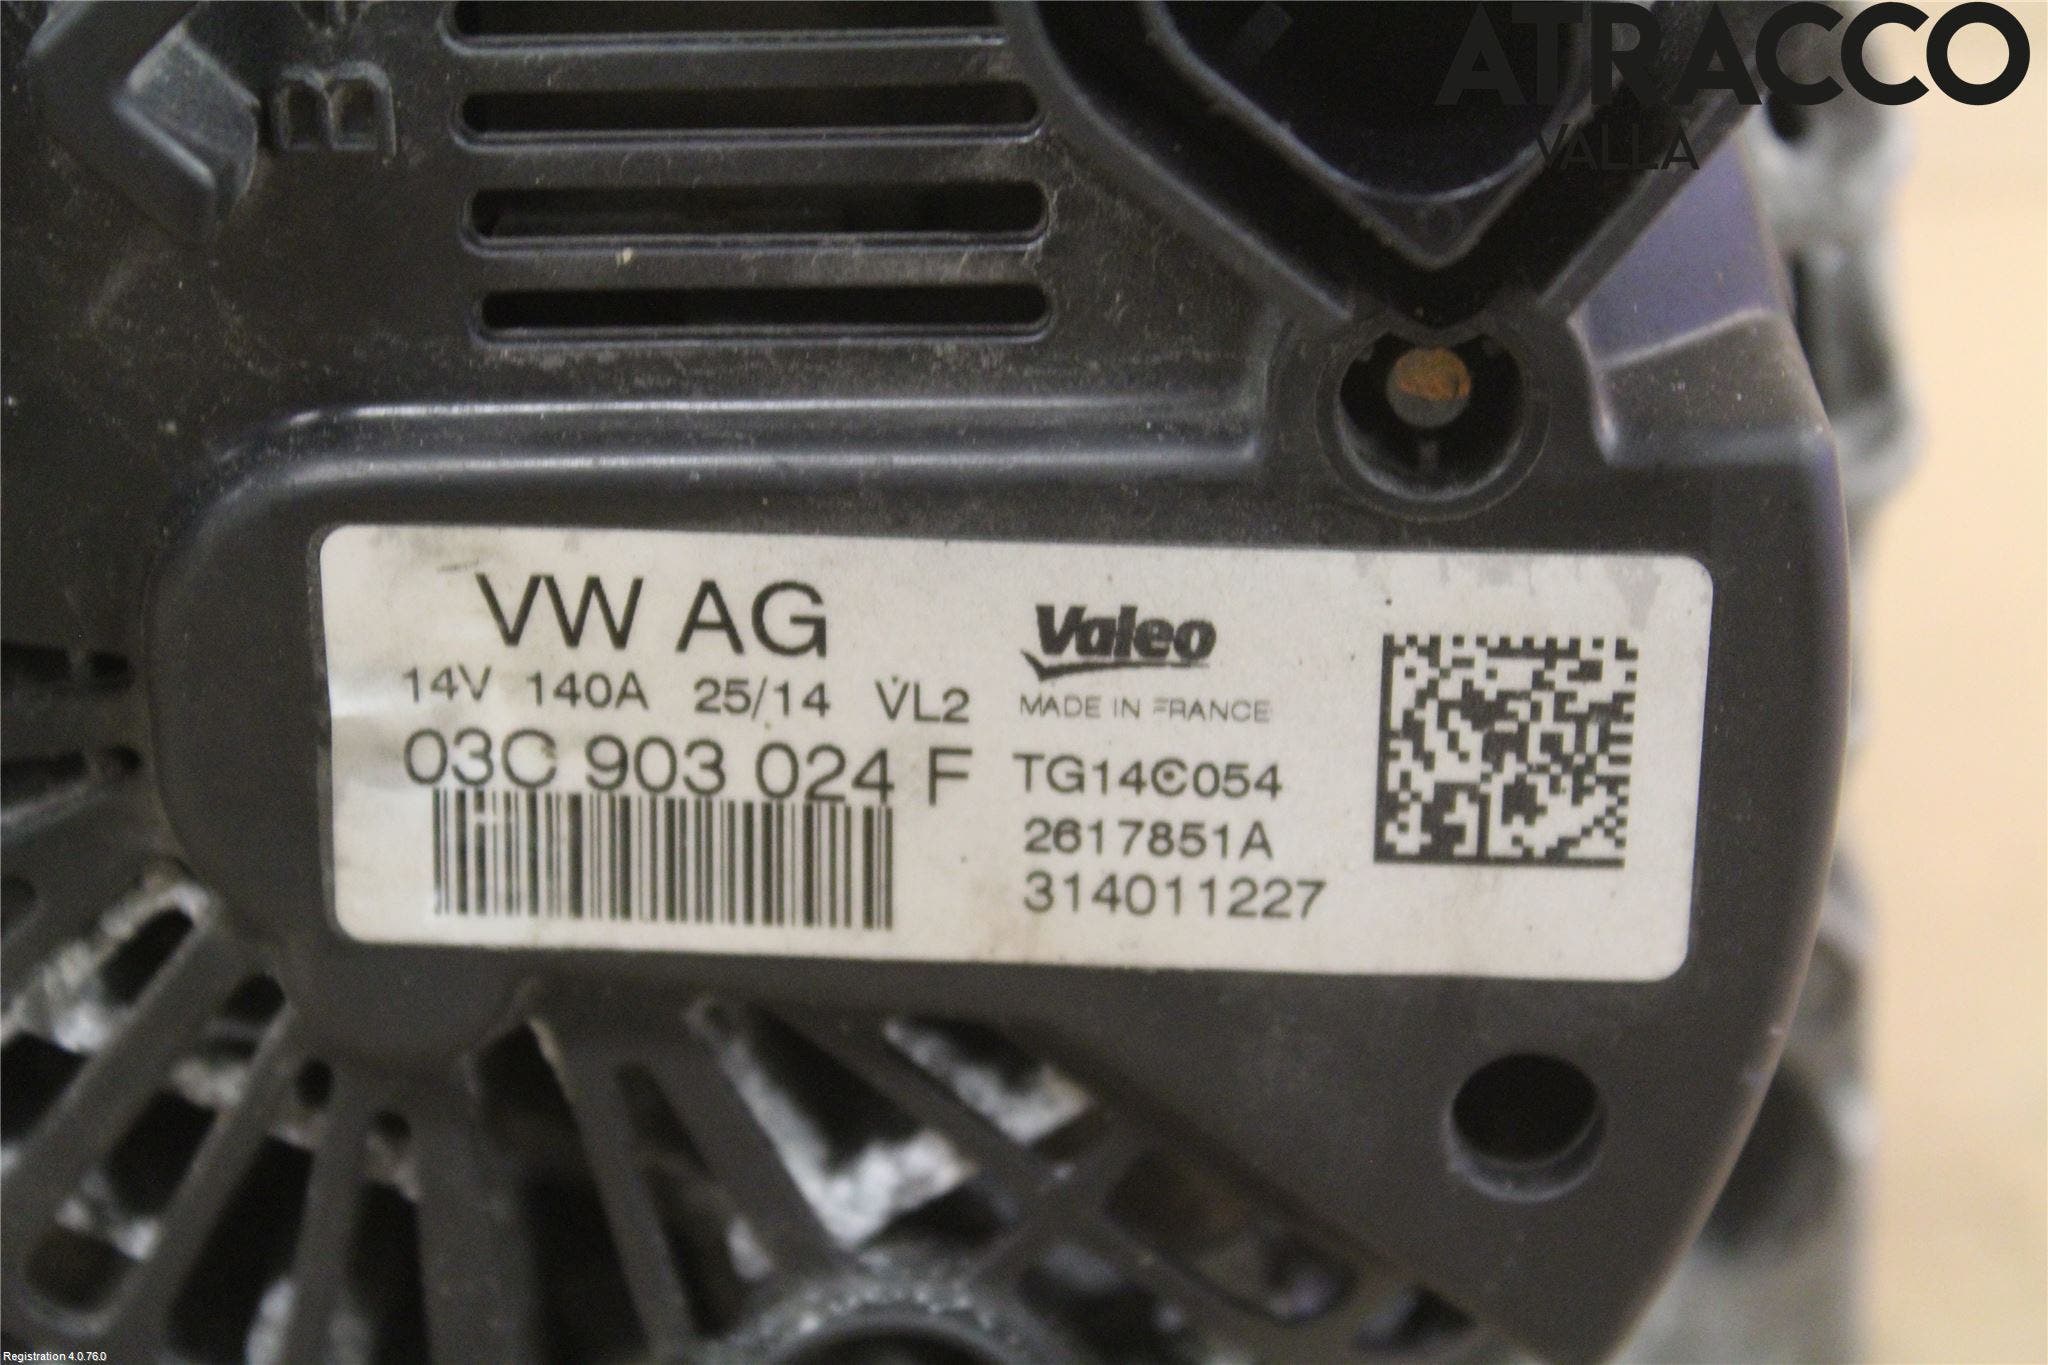 ATRACCO
VALLA
B
VW AG
14V 140A 25/14 VL2
03C 903 024 F
Valeo
MADE IN FRANCE
TG14C054
2617851A
314011227
Registration 4.0.76.0